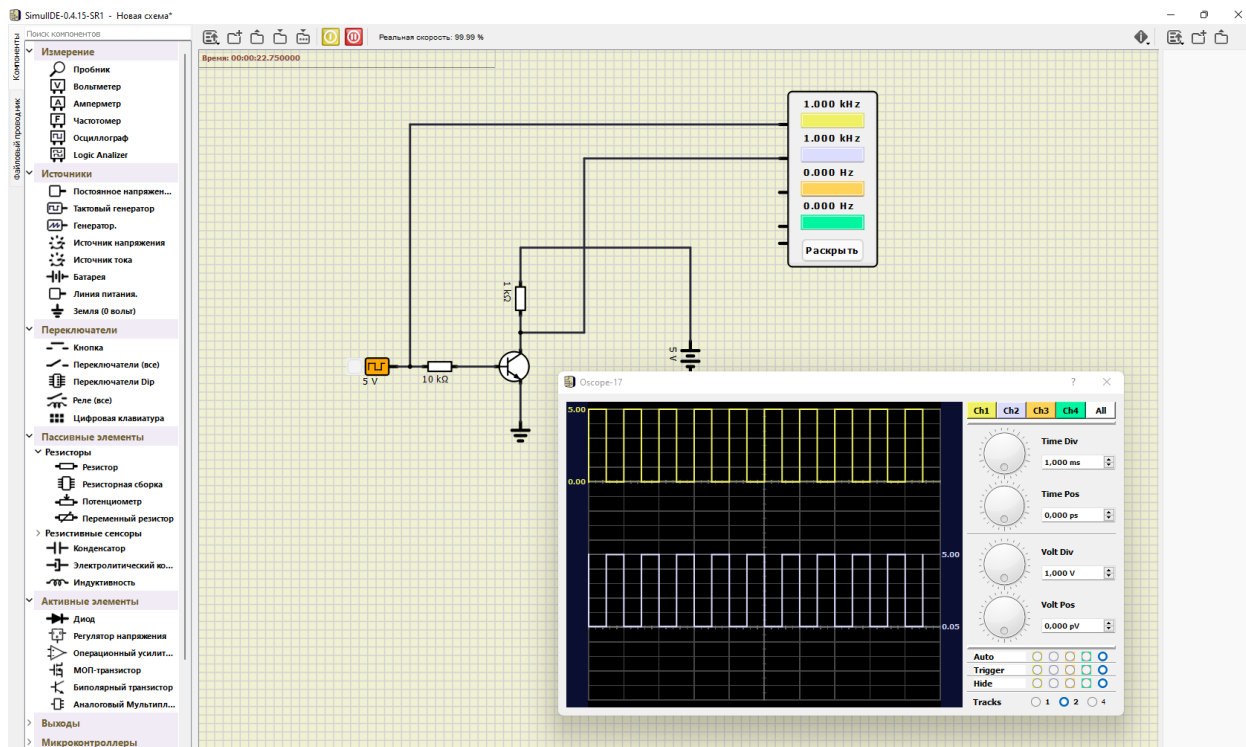 SimulIDE-0.4.15-SR1 - Новая схема*
Компоненты
Файловый проводник
Поиск компонентов
Измерение
Пробник
Вольтметер
Амперметр
Частотомер
Осциллограф
Logic Analizer
Источники
Постоянное напряжен...
Тактовый генератор
Генератор.
Источник напряжения
Источник тока
Батарея
Линия питания.
Земля (0 вольт)
Переключатели
Кнопка
Переключатели (все)
Переключатели Dip
Реле (все)
Цифровая клавиатура
Пассивные элементы
Резисторы
Резистор
Резисторная сборка
Потенциометр
Переменный резистор
Резистивные сенсоры
Конденсатор
Электролитический ко...
Индуктивность
Активные элементы
Диод
Регулятор напряжения
Операционный усилит...
МОП-транзистор
Биполярный транзистор
Аналоговый Мультипл...
Выходы
Микроконтроллеры
Реальная скорость: 99.99 %
Время: 00:00:22.750000
1.000 kHz
1.000 kHz
0.000 Hz
0.000 Hz
Раскрыть
1 kΩ
5 V
10 kΩ
5 V
Oscope-17
? ×
5.00
0.00
5.00
0.05
Ch1 Ch2 Ch3 Ch4 All
Time Div
1,000 ms
Time Pos
0,000 ps
Volt Div
1,000 V
Volt Pos
0,000 pV
Auto
Trigger
Hide
Tracks 1 2 4